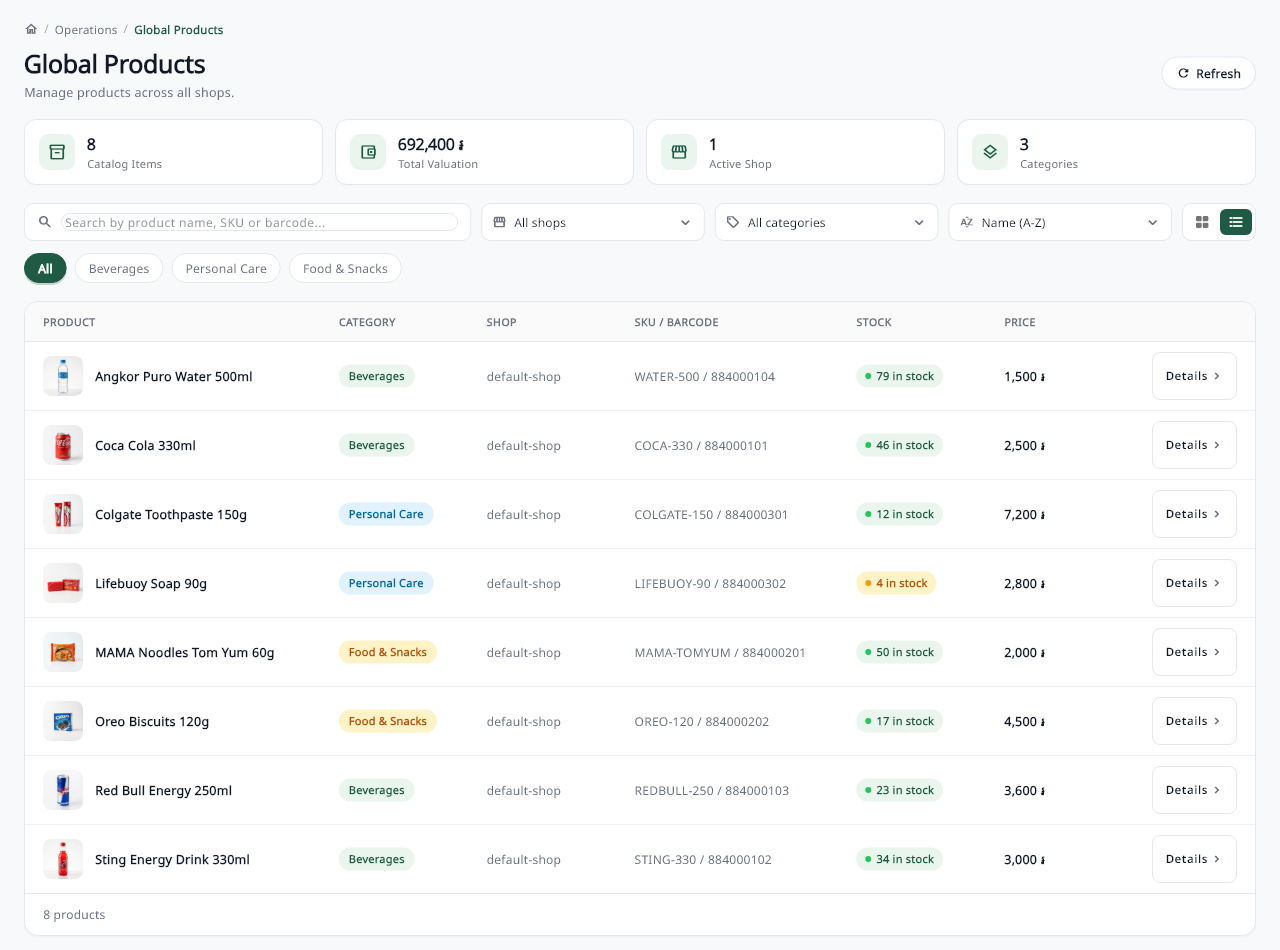 / Operations / Global Products
Global Products
Manage products across all shops.
Refresh
8
Catalog Items
692,400 ៛
Total Valuation
1
Active Shop
3
Categories
Search by product name, SKU or barcode...
All shops
All categories
Name (A-Z)
All
Beverages
Personal Care
Food & Snacks
PRODUCT CATEGORY SHOP SKU / BARCODE STOCK PRICE
Angkor Puro Water 500ml Beverages default-shop WATER-500 / 884000104 79 in stock 1,500 ៛ Details
Coca Cola 330ml Beverages default-shop COCA-330 / 884000101 46 in stock 2,500 ៛ Details
Colgate Toothpaste 150g Personal Care default-shop COLGATE-150 / 884000301 12 in stock 7,200 ៛ Details
Lifebuoy Soap 90g Personal Care default-shop LIFEBUOY-90 / 884000302 4 in stock 2,800 ៛ Details
MAMA Noodles Tom Yum 60g Food & Snacks default-shop MAMA-TOMYUM / 884000201 50 in stock 2,000 ៛ Details
Oreo Biscuits 120g Food & Snacks default-shop OREO-120 / 884000202 17 in stock 4,500 ៛ Details
Red Bull Energy 250ml Beverages default-shop REDBULL-250 / 884000103 23 in stock 3,600 ៛ Details
Sting Energy Drink 330ml Beverages default-shop STING-330 / 884000102 34 in stock 3,000 ៛ Details
8 products